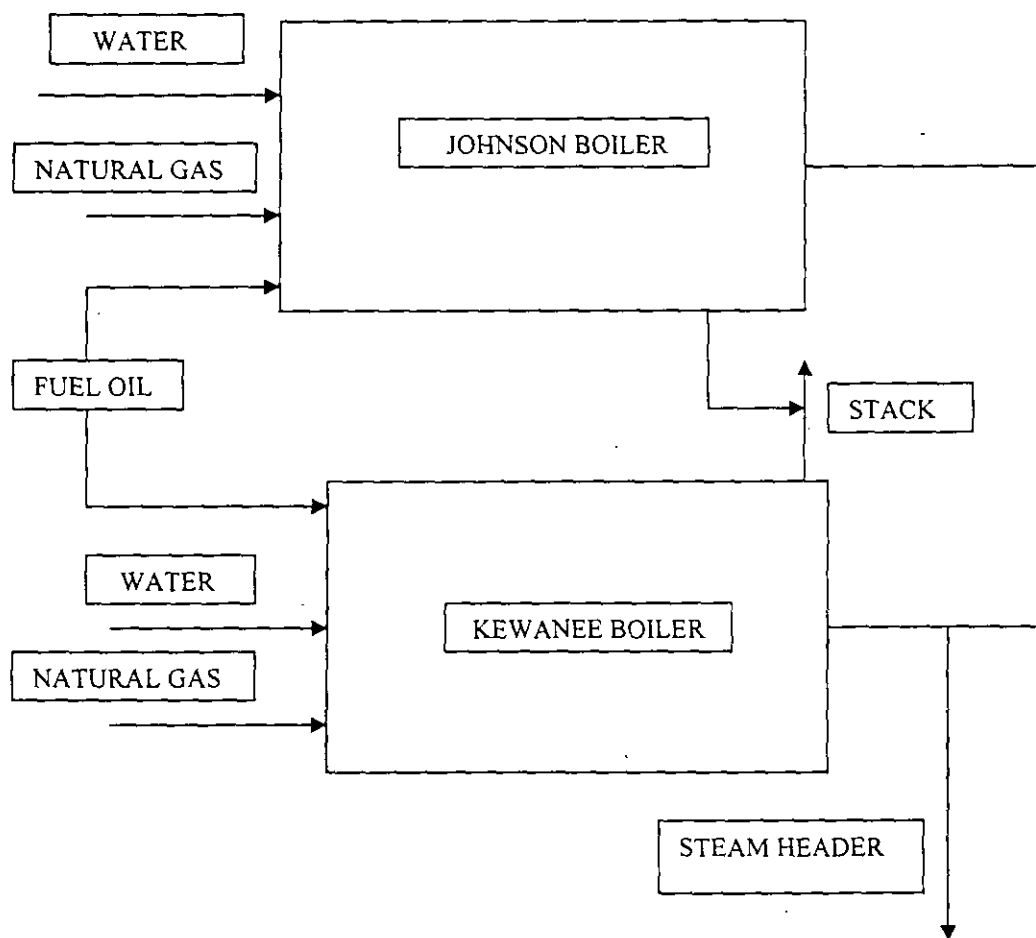 WATER
JOHNSON BOILER
NATURAL GAS
FUEL OIL
STACK
WATER
KEWANEE BOILER
NATURAL GAS
STEAM HEADER